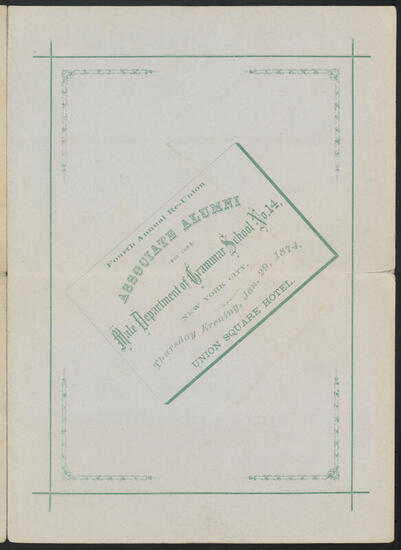 Fourth Annual Re-Union
ASSOCIATE ALUMNI
OF THE
Male Department of Grammar School No. 14,
NEW YORK CITY,
Thursday Evening, Jan. 29, 1874,
UNION SQUARE HOTEL.